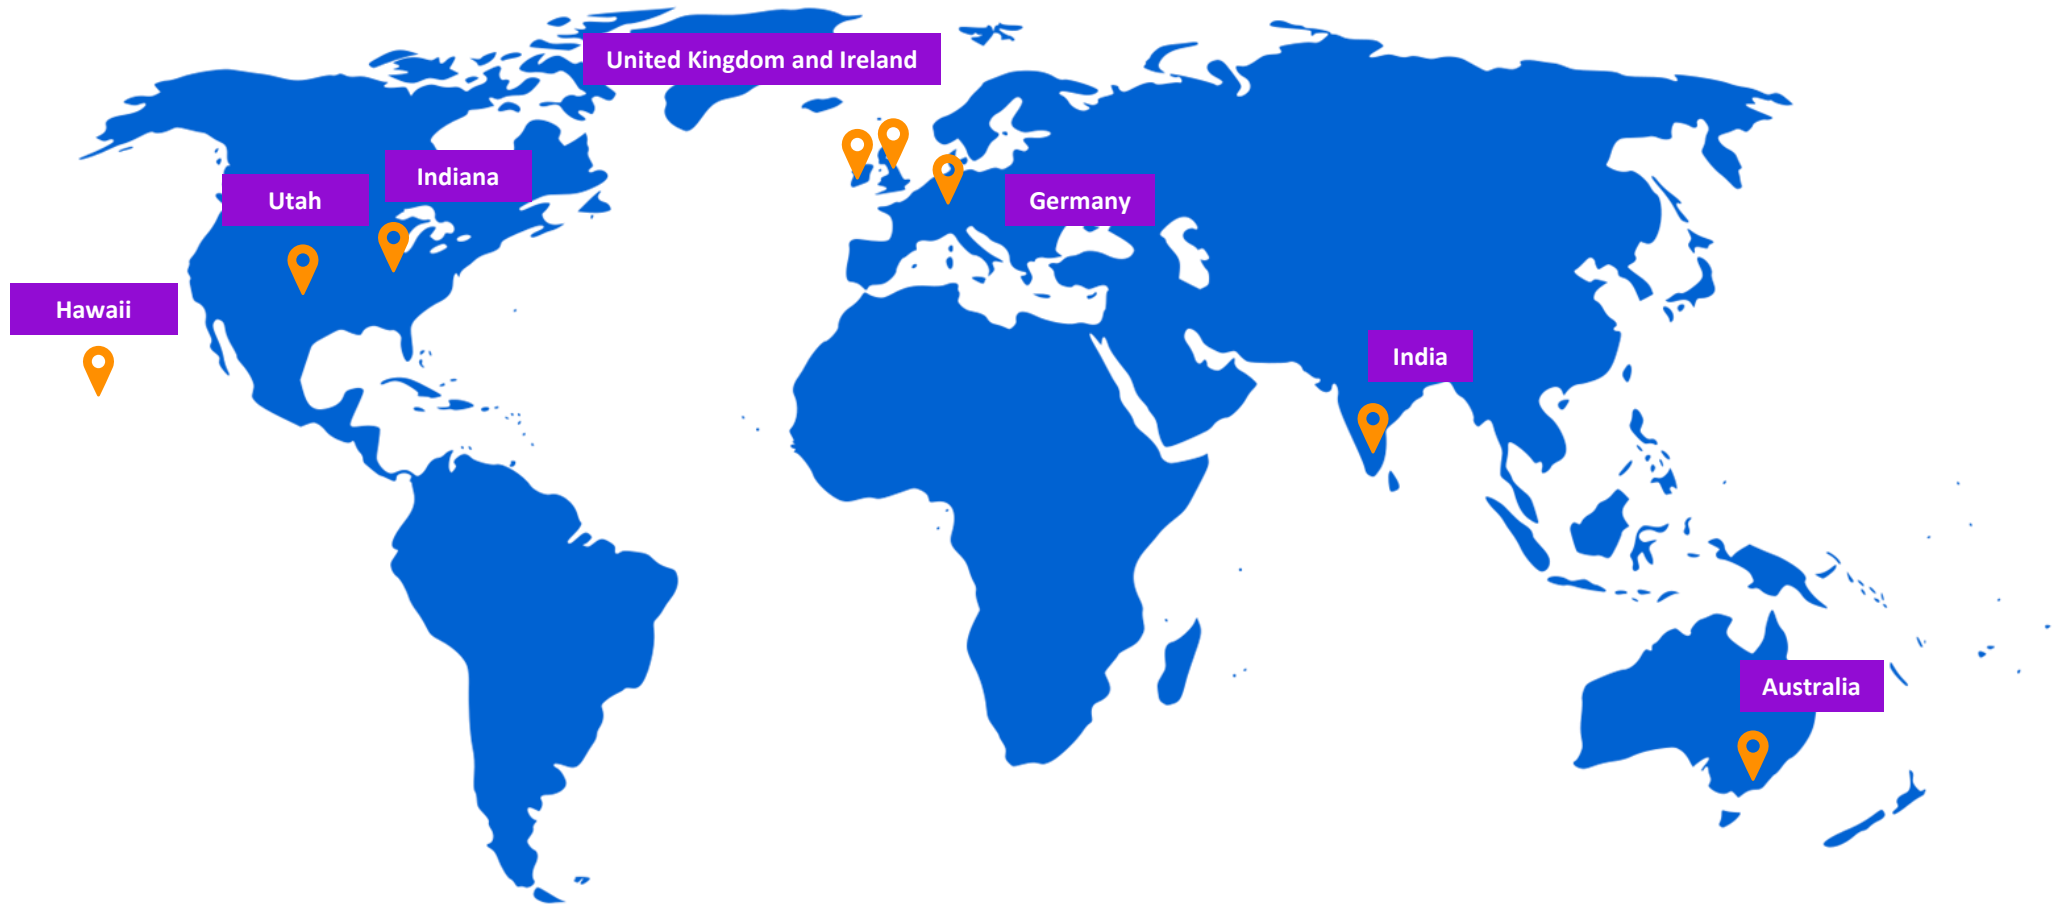 United Kingdom and Ireland
Indiana
Utah
Germany
Hawaii
India
Australia